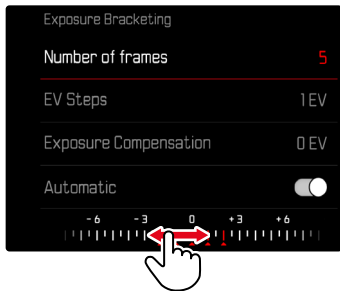 Exposure Bracketing
Number of frames 5
EV Steps 1 EV
Exposure Compensation 0 EV
Automatic
-6 -3 0 +3 +6